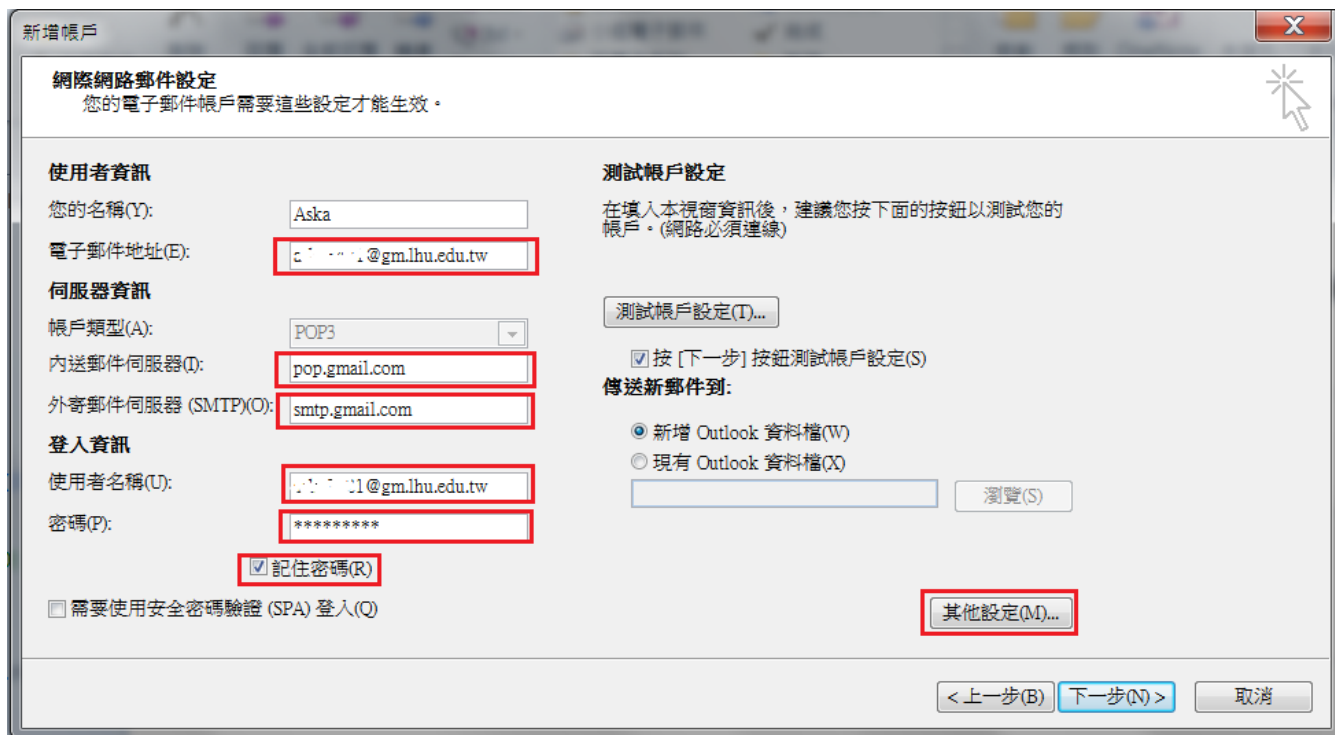 新增帳戶
網際網路郵件設定
您的電子郵件帳戶需要這些設定才能生效。
使用者資訊
您的名稱(Y):
Aska
電子郵件地址(E):
@gm.lhu.edu.tw
伺服器資訊
帳戶類型(A):
POP3
內送郵件伺服器(I):
pop.gmail.com
外寄郵件伺服器 (SMTP)(O):
smtp.gmail.com
登入資訊
使用者名稱(U):
1@gm.lhu.edu.tw
密碼(P):
*********
記住密碼(R)
需要使用安全密碼驗證 (SPA) 登入(Q)
測試帳戶設定
在填入本視窗資訊後，建議您按下面的按鈕以測試您的
帳戶。(網路必須連線)
測試帳戶設定(T)...
按 [下一步] 按鈕測試帳戶設定(S)
傳送新郵件到:
新增 Outlook 資料檔(W)
現有 Outlook 資料檔(X)
瀏覽(S)
其他設定(M)...
< 上一步(B)
下一步(N) >
取消